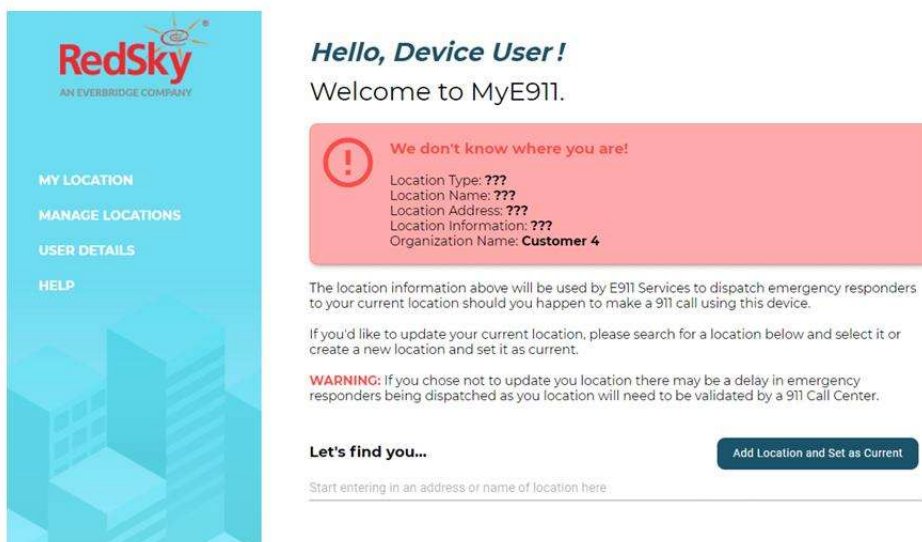 RedSky
AN EVERBRIDGE COMPANY
MY LOCATION
MANAGE LOCATIONS
USER DETAILS
HELP
Hello, Device User!
Welcome to MyE911.
We don't know where you are!
Location Type: ???
Location Name: ???
Location Address: ???
Location Information: ???
Organization Name: Customer 4
The location information above will be used by E911 Services to dispatch emergency responders
to your current location should you happen to make a 911 call using this device.
If you'd like to update your current location, please search for a location below and select it or
create a new location and set it as current.
WARNING: If you chose not to update you location there may be a delay in emergency
responders being dispatched as you location will need to be validated by a 911 Call Center.
Let's find you...
Add Location and Set as Current
Start entering in an address or name of location here